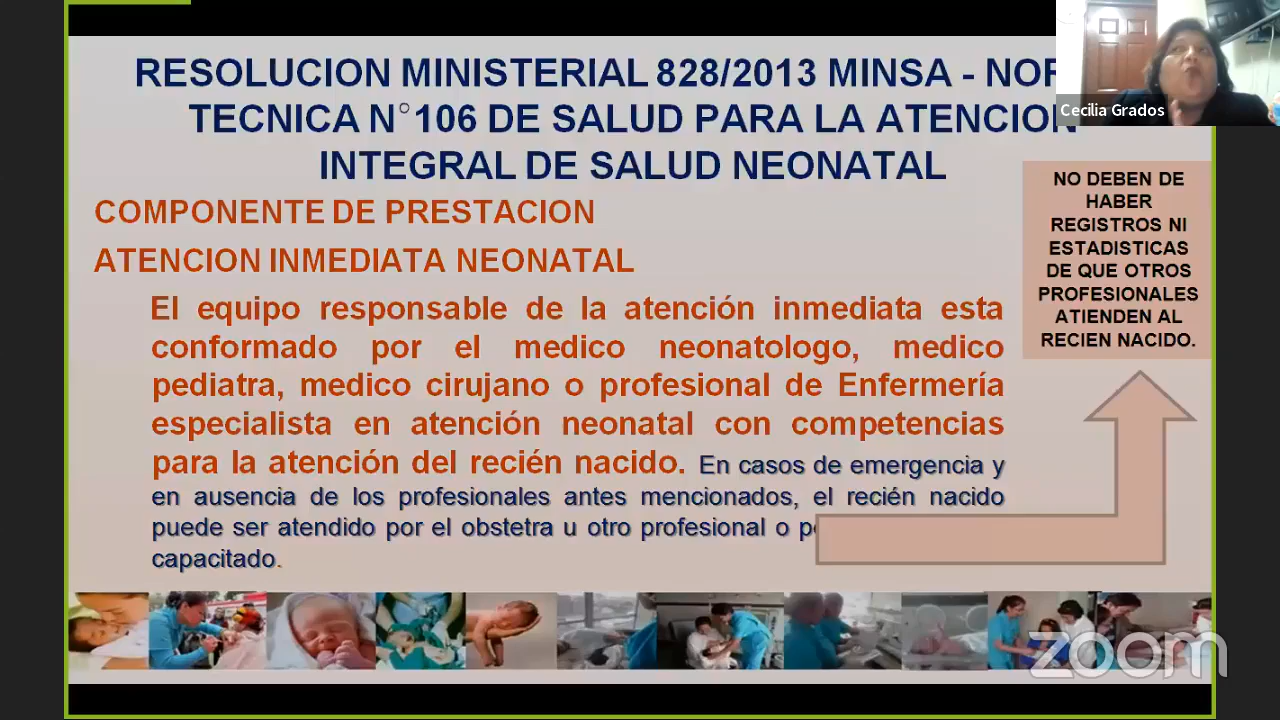 RESOLUCION MINISTERIAL 828/2013 MINSA - NOR
TECNICA N°106 DE SALUD PARA LA ATENCION
INTEGRAL DE SALUD NEONATAL
Cecilia Grados
COMPONENTE DE PRESTACION
ATENCION INMEDIATA NEONATAL
El equipo responsable de la atención inmediata esta
conformado por el medico neonatologo, medico
pediatra, medico cirujano o profesional de Enfermería
especialista en atención neonatal con competencias
para la atención del recién nacido. En casos de emergencia y
en ausencia de los profesionales antes mencionados, el recién nacido
puede ser atendido por el obstetra u otro profesional o
capacitado.
NO DEBEN DE
HABER
REGISTROS NI
ESTADISTICAS
DE QUE OTROS
PROFESIONALES
ATIENDEN AL
RECIEN NACIDO.
zoom